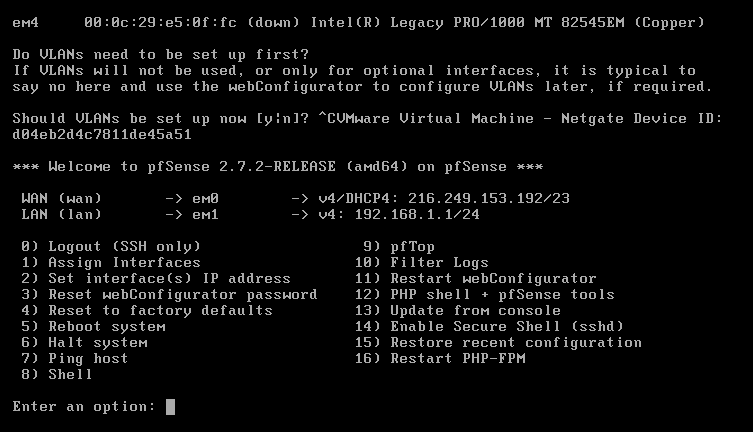 em4     00:0c:29:e5:0f:fc (down) Intel(R) Legacy PRO/1000 MT 82545EM (Copper)
Do VLANs need to be set up first?
If VLANs will not be used, or only for optional interfaces, it is typical to
say no here and use the webConfigurator to configure VLANs later, if required.
Should VLANs be set up now [y|n]? ^CVMware Virtual Machine - Netgate Device ID:
d04eb2d4c7811de45a51
*** Welcome to pfSense 2.7.2-RELEASE (amd64) on pfSense ***
WAN (wan)       -> em0        -> v4/DHCP4: 216.249.153.192/23
LAN (lan)       -> em1        -> v4: 192.168.1.1/24
0) Logout (SSH only)                  9) pfTop
1) Assign Interfaces                 10) Filter Logs
2) Set interface(s) IP address       11) Restart webConfigurator
3) Reset webConfigurator password    12) PHP shell + pfSense tools
4) Reset to factory defaults         13) Update from console
5) Reboot system                     14) Enable Secure Shell (sshd)
6) Halt system                       15) Restore recent configuration
7) Ping host                         16) Restart PHP-FPM
8) Shell
Enter an option: